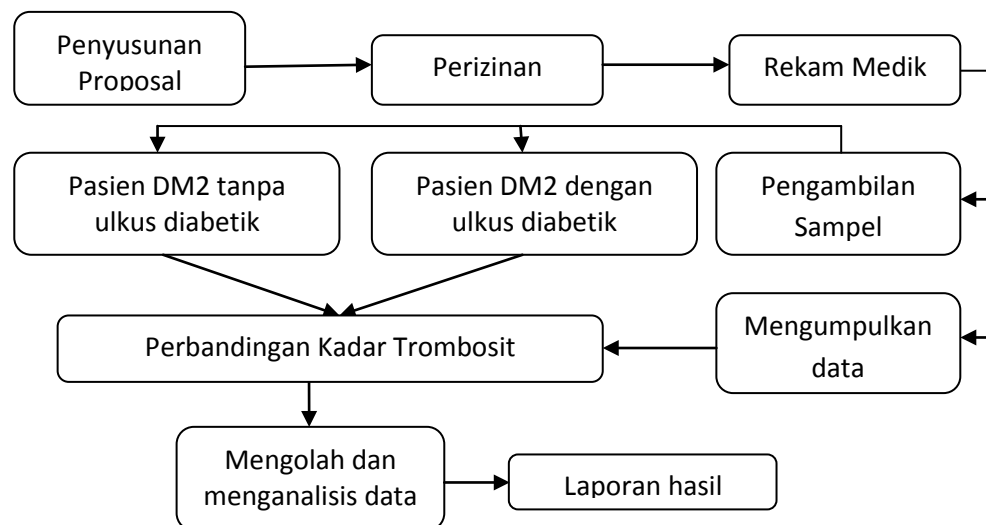 Penyusunan
Proposal
Perizinan
Rekam Medik
Pasien DM2 tanpa
ulkus diabetik
Pasien DM2 dengan
ulkus diabetik
Pengambilan
Sampel
Perbandingan Kadar Trombosit
Mengumpulkan
data
Mengolah dan
menganalisis data
Laporan hasil